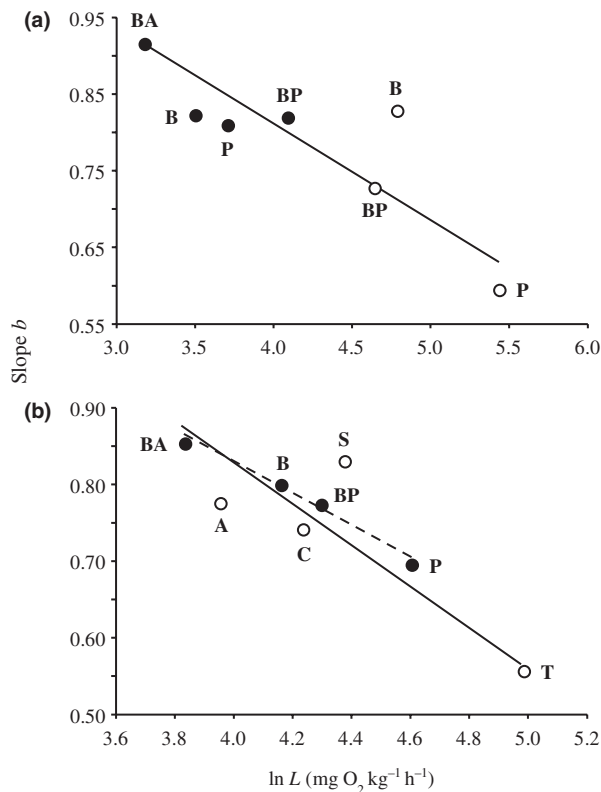 (a)
0.95
BA
0.85
B
BP
B
P
0.75
BP
0.65
P
0.55
3.0 3.5 4.0 4.5 5.0 5.5 6.0
Slope b
(b)
0.90
S
BA
B
0.80
BP
A
C
0.70
P
0.60
T
0.50
3.6 3.8 4.0 4.2 4.4 4.6 4.8 5.0 5.2
ln L (mg O₂ kg⁻¹ h⁻¹)